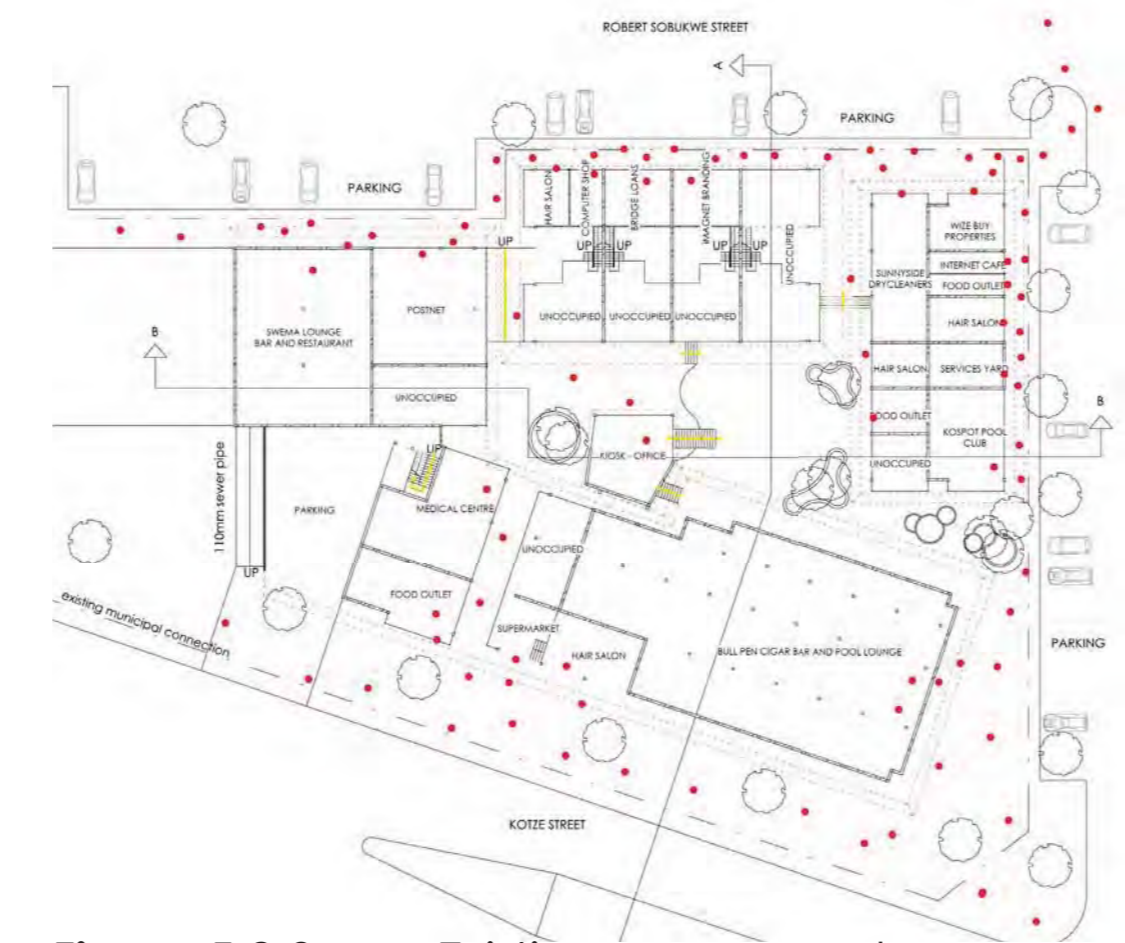 ROBERT SOBUKWE STREET
A
PARKING
PARKING
HAIR SALON
COMPUTER SHOP
BRIDGE LOANS
IMAGNET BRANDING
UNOCCUPIED
WIZE BUY
PROPERTIES
INTERNET CAFE
FOOD OUTLET
SUNNYSIDE
DRYCLEANERS
HAIR SALON
UP
UP
UP
UP
UP
POSTNET
SWEMA LOUNGE
BAR AND RESTAURANT
UNOCCUPIED
UNOCCUPIED
UNOCCUPIED
B
HAIR SALON
SERVICES YARD
UNOCCUPIED
FOOD OUTLET
KOSPOT POOL
CLUB
B
UNOCCUPIED
KIOSK - OFFICE
UP
110mm sewer pipe
PARKING
MEDICAL CENTRE
UNOCCUPIED
UP
existing municipal connection
FOOD OUTLET
SUPERMARKET
HAIR SALON
BULL PEN CIGAR BAR AND POOL LOUNGE
PARKING
KOTZE STREET